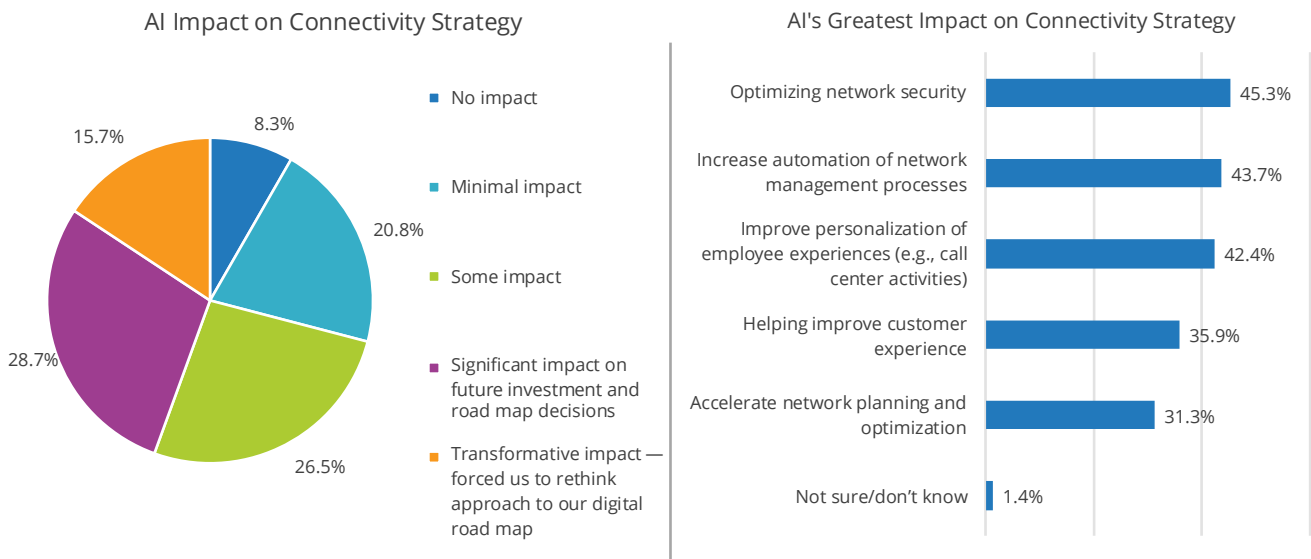 AI Impact on Connectivity Strategy
8.3%
20.8%
26.5%
28.7%
15.7%
No impact
Minimal impact
Some impact
Significant impact on
future investment and
road map decisions
Transformative impact —
forced us to rethink
approach to our digital
road map
AI's Greatest Impact on Connectivity Strategy
Optimizing network security
45.3%
Increase automation of network
management processes
43.7%
Improve personalization of
employee experiences (e.g., call
center activities)
42.4%
Helping improve customer
experience
35.9%
Accelerate network planning and
optimization
31.3%
Not sure/don’t know
1.4%